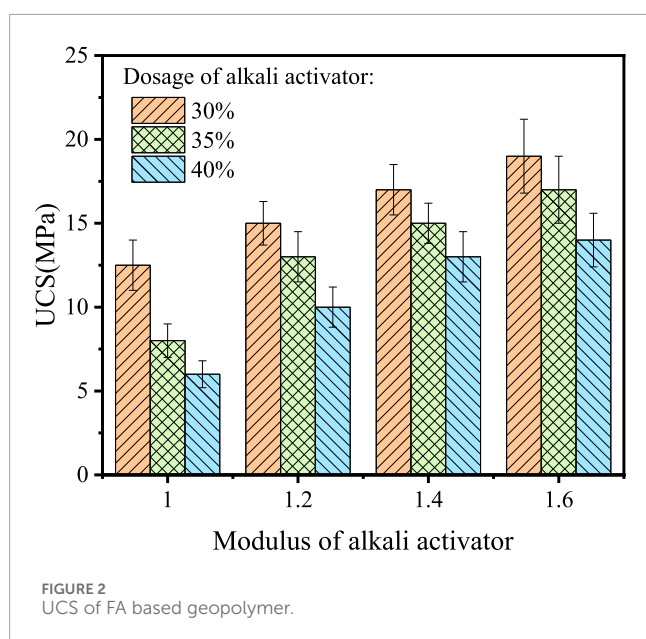 25
20
15
10
5
0
UCS(MPa)
Dosage of alkali activator:
30%
35%
40%
1
1.2
1.4
1.6
Modulus of alkali activator
FIGURE 2
UCS of FA based geopolymer.